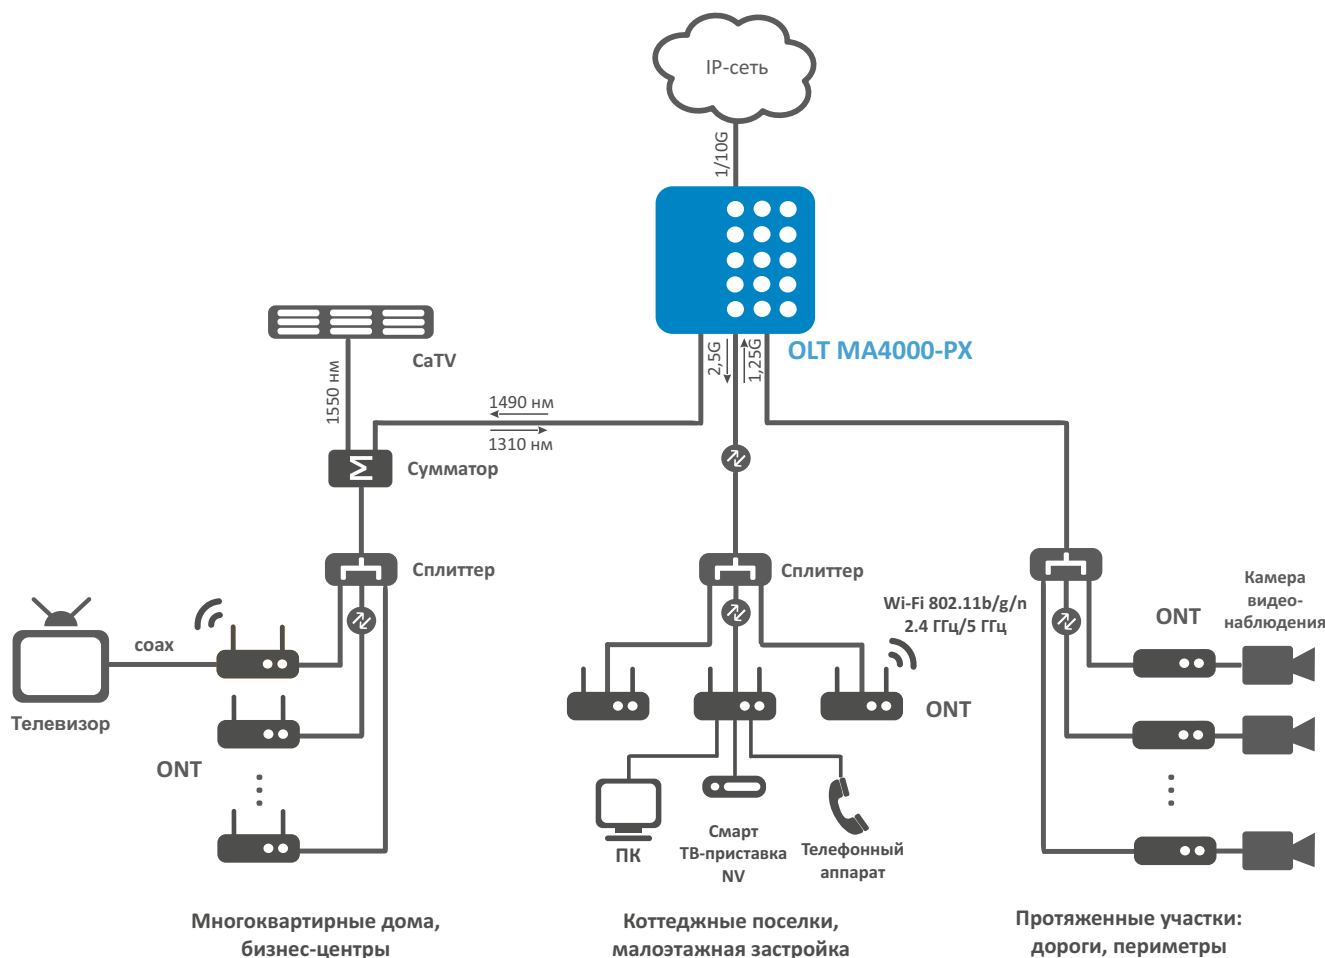 IP-сеть
1/10G
OLT MA4000-PX
2,5G
1,25G
CaTV
1550 нм
1490 нм
1310 нм
Сумматор
Сплиттер
Сплиттер
Wi-Fi 802.11b/g/n
2.4 ГГц/5 ГГц
Камера
видео-
наблюдения
ONT
coax
Телевизор
ONT
ONT
ПК
Смарт
ТВ-приставка
NV
Телефонный
аппарат
Многоквартирные дома,
бизнес-центры
Коттеджные поселки,
малоэтажная застройка
Протяженные участки:
дороги, периметры